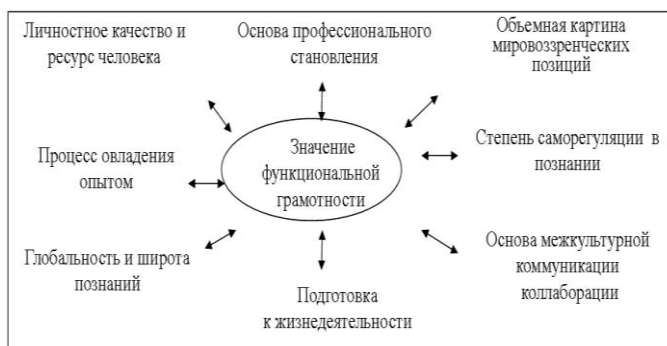 Личностное качество и
ресурс человека
Основа профессионального
становления
Объемная картина
мировоззренческих
позиций
Процесс овладения
опытом
Значение
функциональной
грамотности
Степень саморегуляции в
познании
Глобальность и широта
познаний
Подготовка
к жизнедеятельности
Основа межкультурной
коммуникации
коллаборации